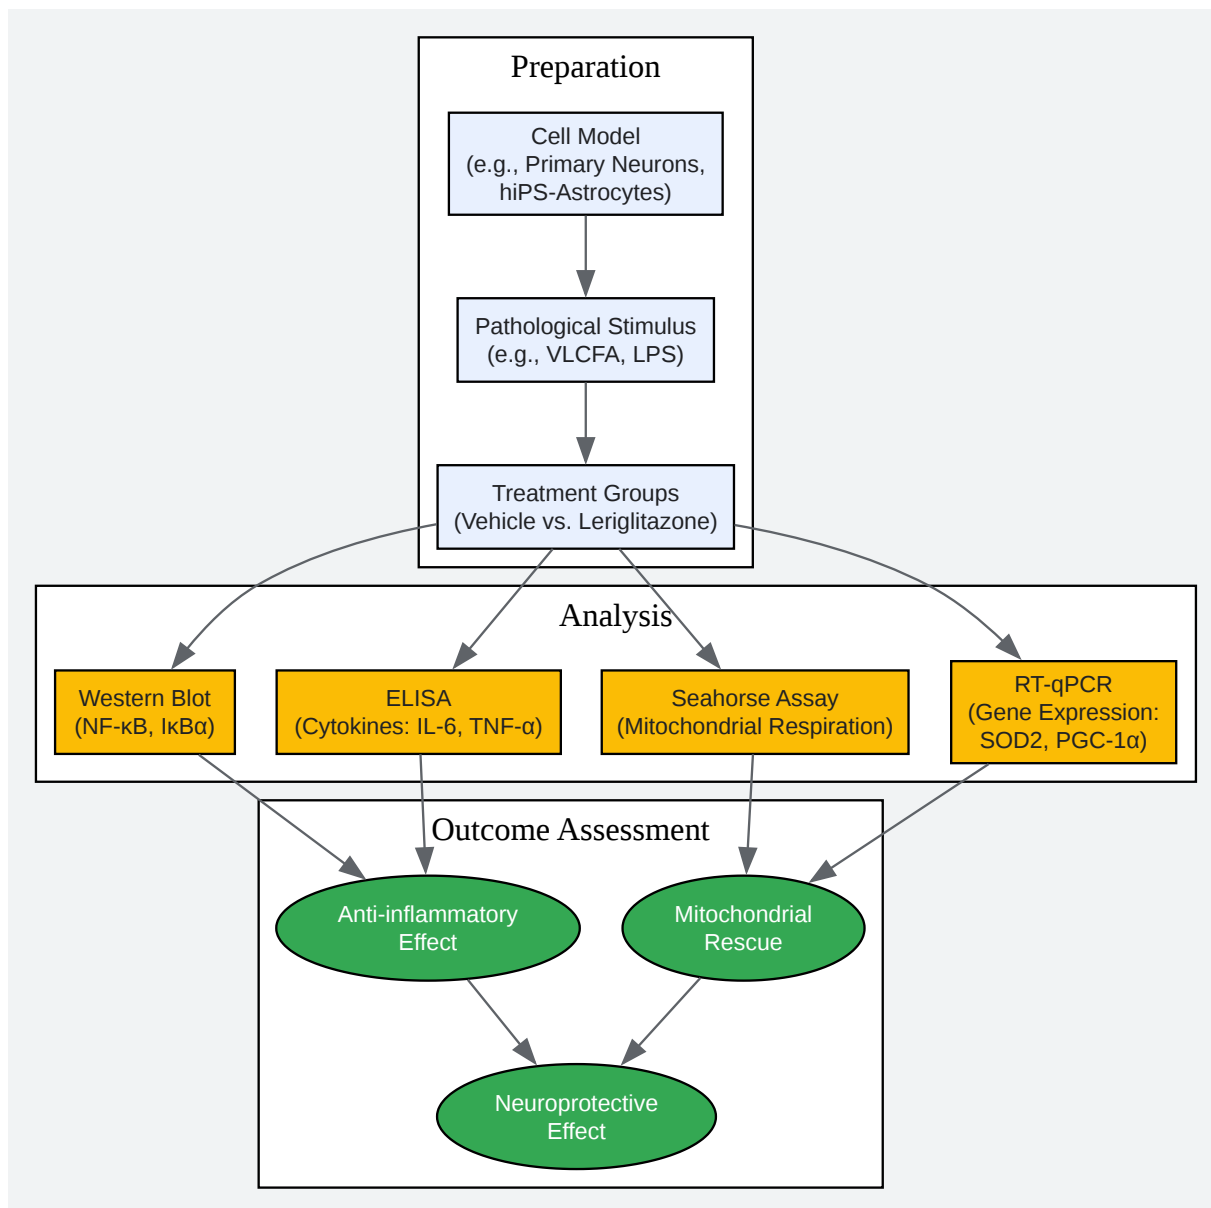 Preparation
Cell Model
(e.g., Primary Neurons,
hiPS-Astrocytes)
Pathological Stimulus
(e.g., VLCFA, LPS)
Treatment Groups
(Vehicle vs. Leriglitazone)
Analysis
Western Blot
(NF-κB, IκBα)
ELISA
(Cytokines: IL-6, TNF-α)
Seahorse Assay
(Mitochondrial Respiration)
RT-qPCR
(Gene Expression:
SOD2, PGC-1α)
Outcome Assessment
Anti-inflammatory
Effect
Mitochondrial
Rescue
Neuroprotective
Effect